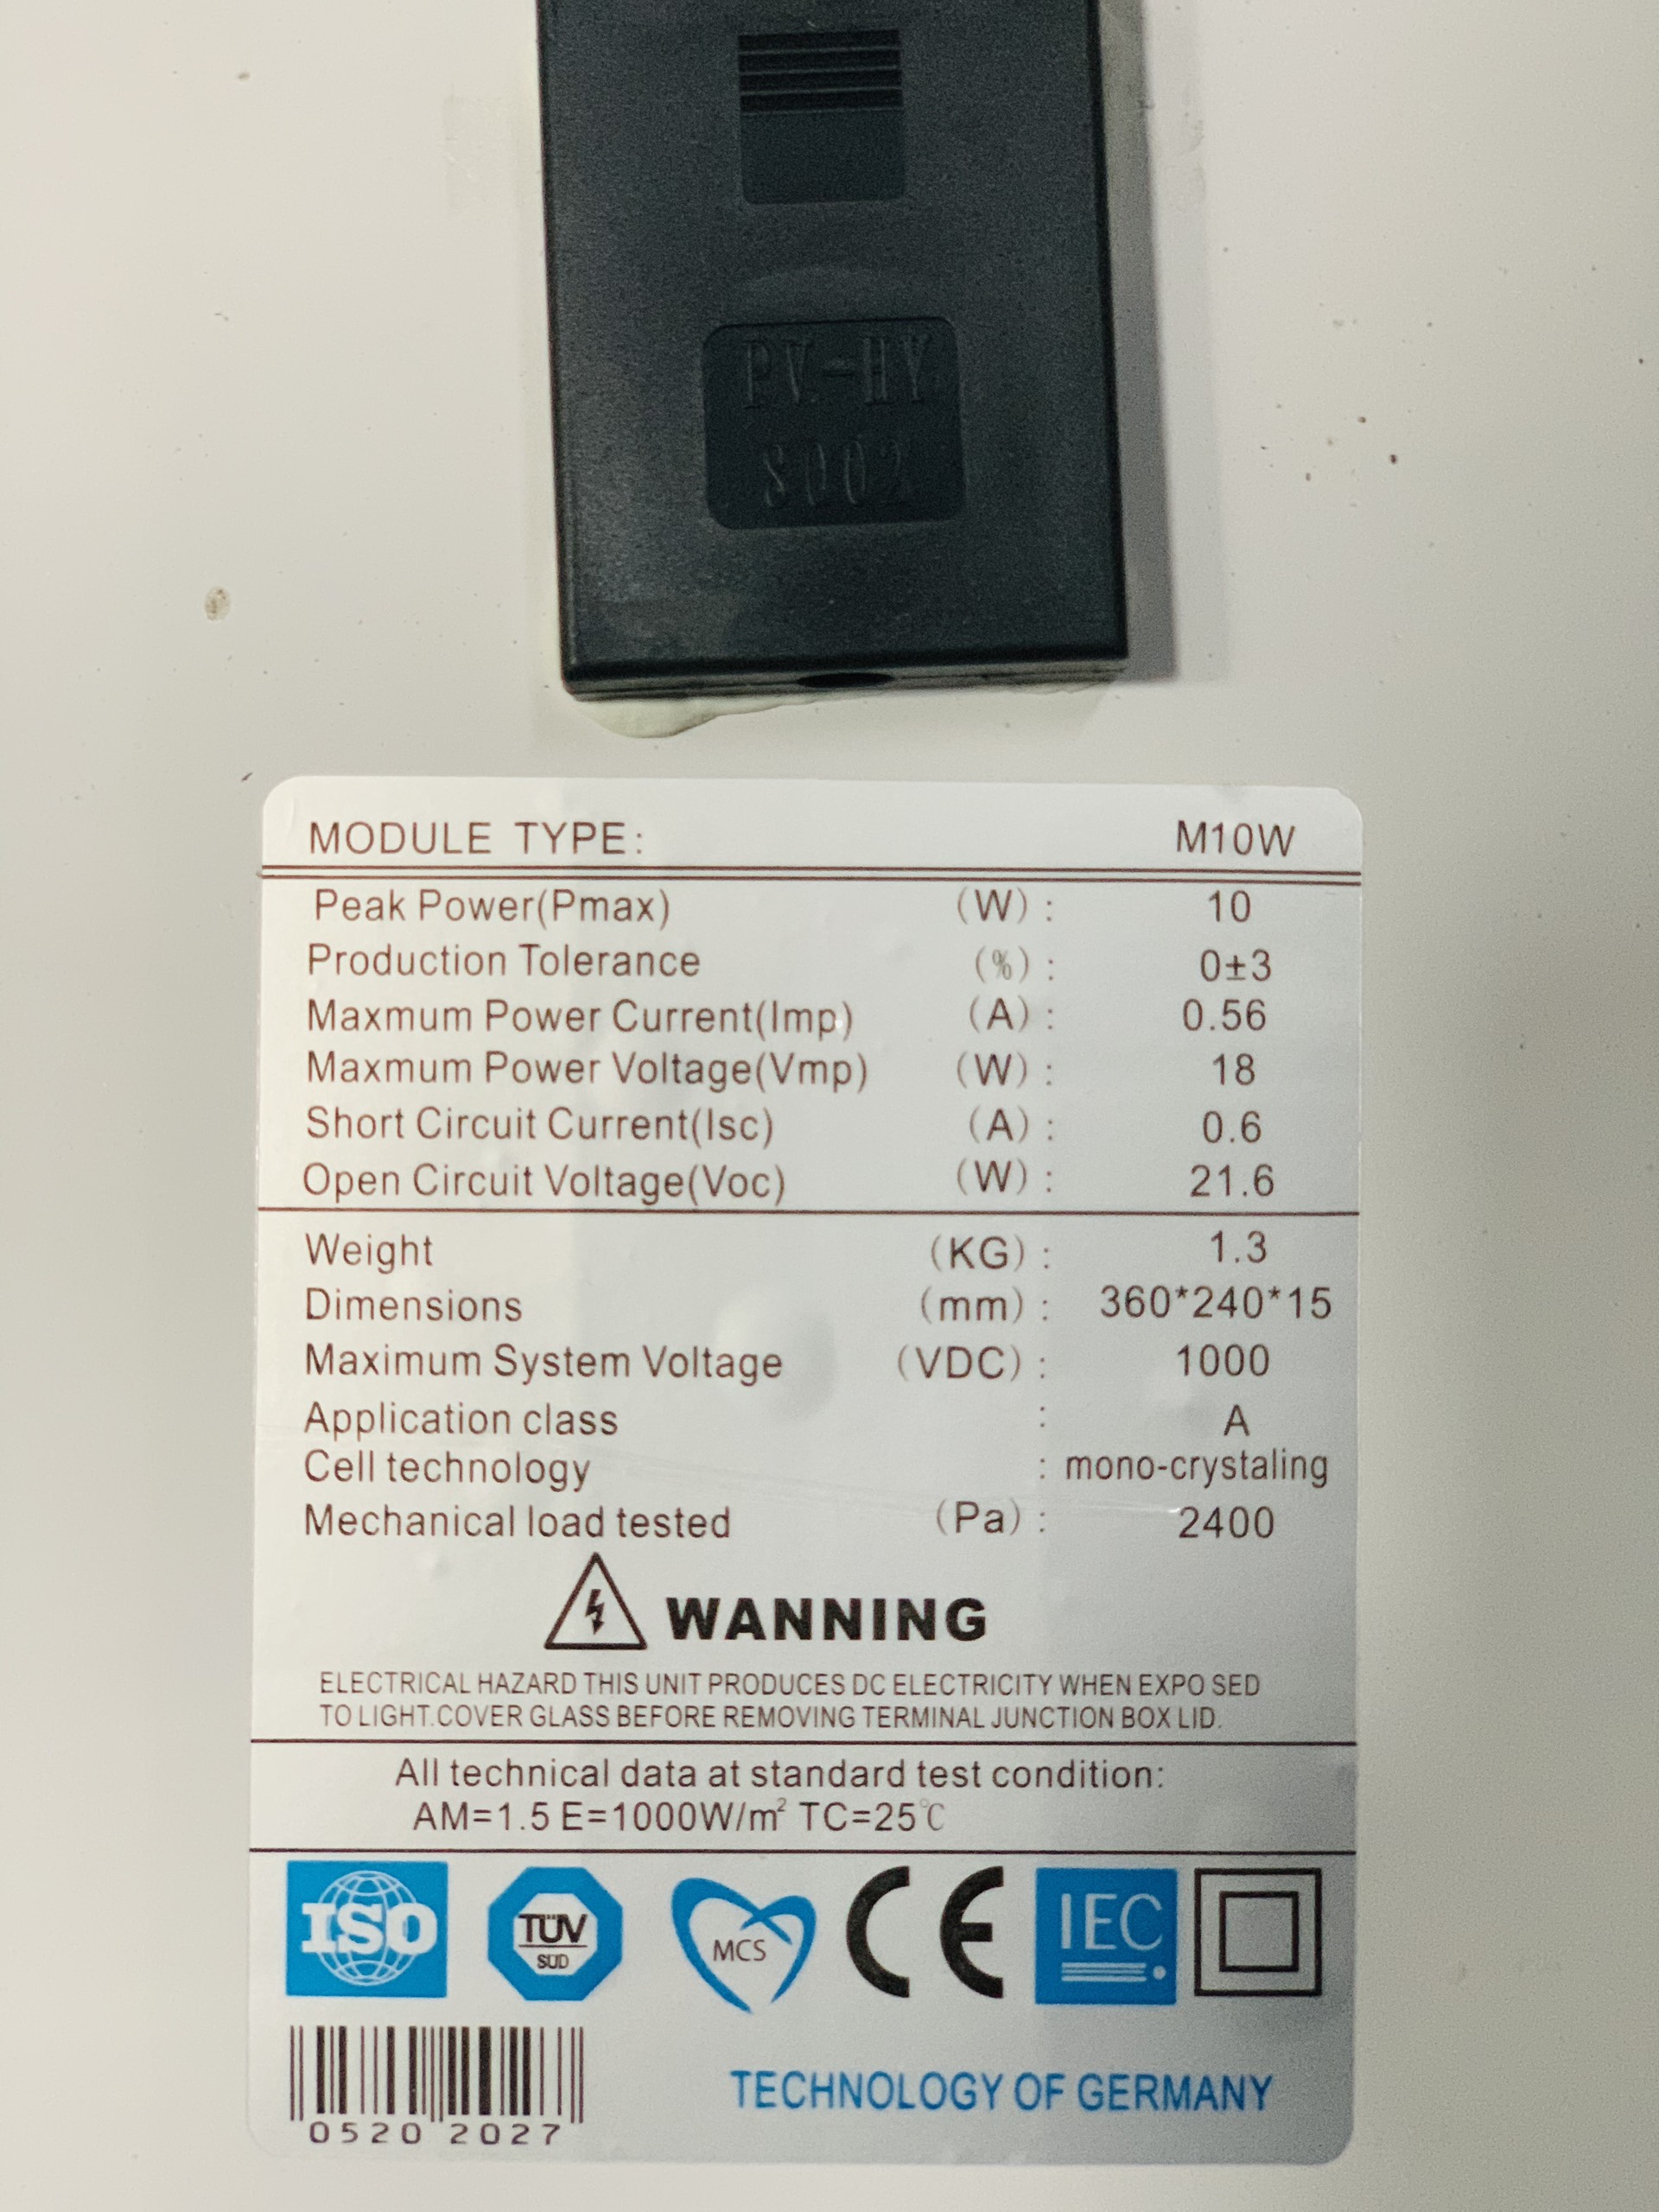 PV-HY
S002
MODULE TYPE: M10W
Peak Power(Pmax) (W) : 10
Production Tolerance (%) : 0±3
Maxmum Power Current(Imp) (A) : 0.56
Maxmum Power Voltage(Vmp) (W) : 18
Short Circuit Current(Isc) (A) : 0.6
Open Circuit Voltage(Voc) (W) : 21.6
Weight (KG) : 1.3
Dimensions (mm) : 360*240*15
Maximum System Voltage (VDC) : 1000
Application class : A
Cell technology : mono-crystaling
Mechanical load tested (Pa) : 2400
WANNING
ELECTRICAL HAZARD THIS UNIT PRODUCES DC ELECTRICITY WHEN EXPO SED
TO LIGHT.COVER GLASS BEFORE REMOVING TERMINAL JUNCTION BOX LID.
All technical data at standard test condition:
AM=1.5 E=1000W/m² TC=25℃
ISO TÜV SÜD MCS CE IEC
TECHNOLOGY OF GERMANY
0520 2027